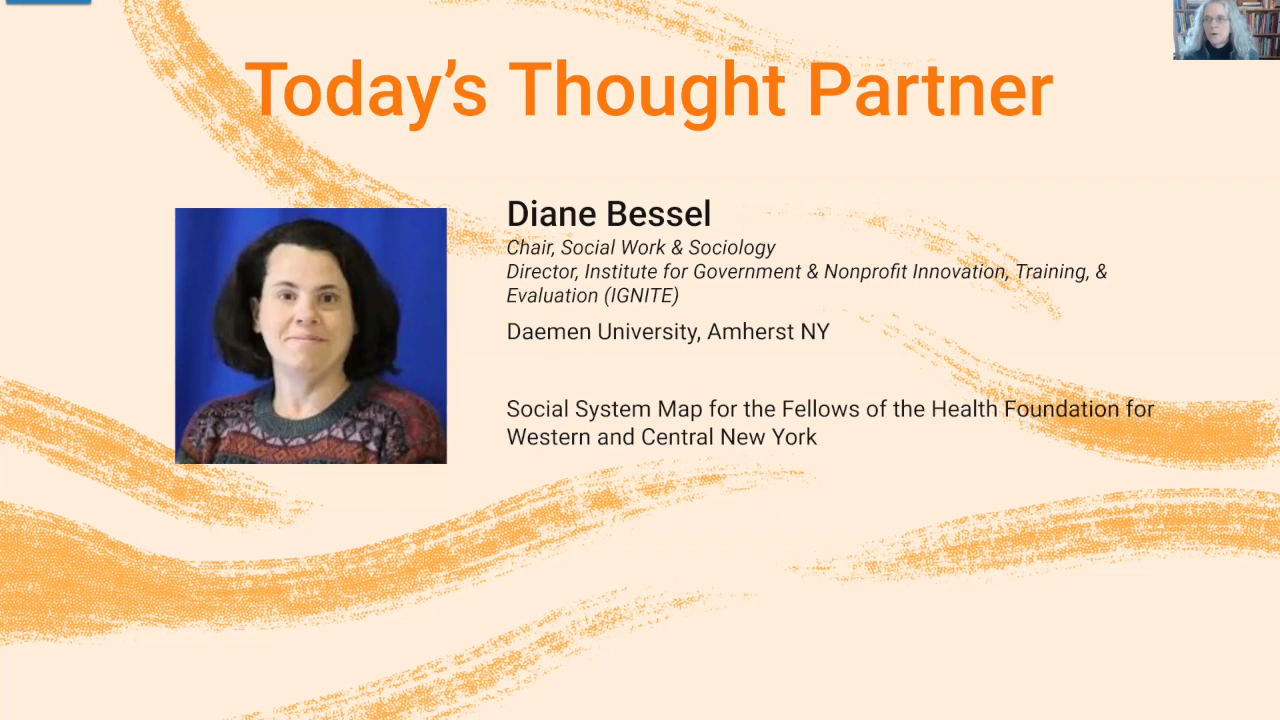 Today’s Thought Partner
Diane Bessel
Chair, Social Work & Sociology
Director, Institute for Government & Nonprofit Innovation, Training, &
Evaluation (IGNITE)
Daemen University, Amherst NY
Social System Map for the Fellows of the Health Foundation for
Western and Central New York